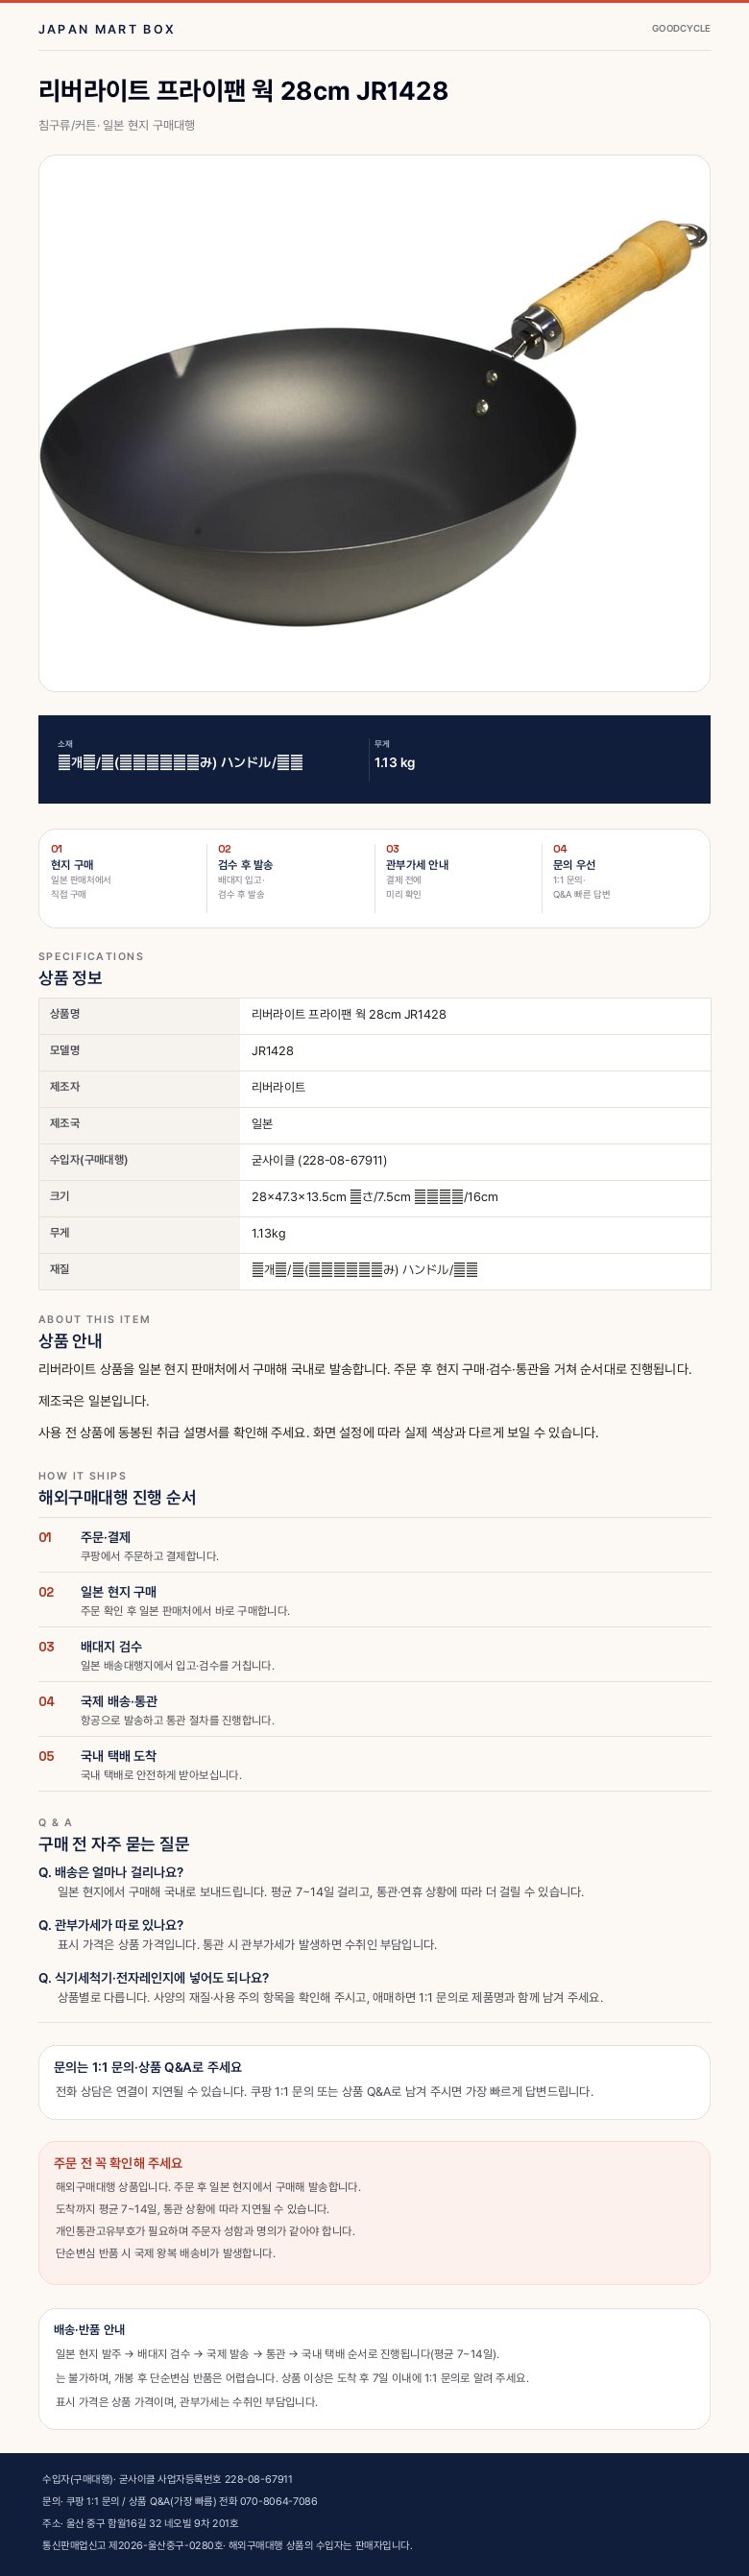 JAPAN MART BOX
GOODCYCLE
리버라이트 프라이팬 웍 28cm JR1428
침구류/커튼· 일본 현지 구매대행
소재
개/(み) ハンドル/
무게
1.13 kg
01
현지 구매
일본 판매처에서
직접 구매
02
검수 후 발송
배대지 입고·
검수 후 발송
03
관부가세 안내
결제 전에
미리 확인
04
문의 우선
1:1 문의·
Q&A 빠른 답변
SPECIFICATIONS
상품 정보
상품명 리버라이트 프라이팬 웍 28cm JR1428
모델명 JR1428
제조자 리버라이트
제조국 일본
수입자(구매대행) 굳사이클 (228-08-67911)
크기 28×47.3×13.5cm さ/7.5cm /16cm
무게 1.13kg
재질 개/(み) ハンドル/
ABOUT THIS ITEM
상품 안내
리버라이트 상품을 일본 현지 판매처에서 구매해 국내로 발송합니다. 주문 후 현지 구매·검수·통관을 거쳐 순서대로 진행됩니다.
제조국은 일본입니다.
사용 전 상품에 동봉된 취급 설명서를 확인해 주세요. 화면 설정에 따라 실제 색상과 다르게 보일 수 있습니다.
HOW IT SHIPS
해외구매대행 진행 순서
01 주문·결제
쿠팡에서 주문하고 결제합니다.
02 일본 현지 구매
주문 확인 후 일본 판매처에서 바로 구매합니다.
03 배대지 검수
일본 배송대행지에서 입고·검수를 거칩니다.
04 국제 배송·통관
항공으로 발송하고 통관 절차를 진행합니다.
05 국내 택배 도착
국내 택배로 안전하게 받아보십니다.
Q & A
구매 전 자주 묻는 질문
Q. 배송은 얼마나 걸리나요?
일본 현지에서 구매해 국내로 보내드립니다. 평균 7~14일 걸리고, 통관·연휴 상황에 따라 더 걸릴 수 있습니다.
Q. 관부가세가 따로 있나요?
표시 가격은 상품 가격입니다. 통관 시 관부가세가 발생하면 수취인 부담입니다.
Q. 식기세척기·전자레인지에 넣어도 되나요?
상품별로 다릅니다. 사양의 재질·사용 주의 항목을 확인해 주시고, 애매하면 1:1 문의로 제품명과 함께 남겨 주세요.
문의는 1:1 문의·상품 Q&A로 주세요
전화 상담은 연결이 지연될 수 있습니다. 쿠팡 1:1 문의 또는 상품 Q&A로 남겨 주시면 가장 빠르게 답변드립니다.
주문 전 꼭 확인해 주세요
해외구매대행 상품입니다. 주문 후 일본 현지에서 구매해 발송합니다.
도착까지 평균 7~14일, 통관 상황에 따라 지연될 수 있습니다.
개인통관고유부호가 필요하며 주문자 성함과 명의가 같아야 합니다.
단순변심 반품 시 국제 왕복 배송비가 발생합니다.
배송·반품 안내
일본 현지 발주 → 배대지 검수 → 국제 발송 → 통관 → 국내 택배 순서로 진행됩니다(평균 7~14일).
는 불가하며, 개봉 후 단순변심 반품은 어렵습니다. 상품 이상은 도착 후 7일 이내에 1:1 문의로 알려 주세요.
표시 가격은 상품 가격이며, 관부가세는 수취인 부담입니다.
수입자(구매대행)· 굳사이클 사업자등록번호 228-08-67911
문의· 쿠팡 1:1 문의 / 상품 Q&A(가장 빠름) 전화 070-8064-7086
주소· 울산 중구 함월16길 32 네오빌 9차 201호
통신판매업신고 제2026-울산중구-0280호· 해외구매대행 상품의 수입자는 판매자입니다.